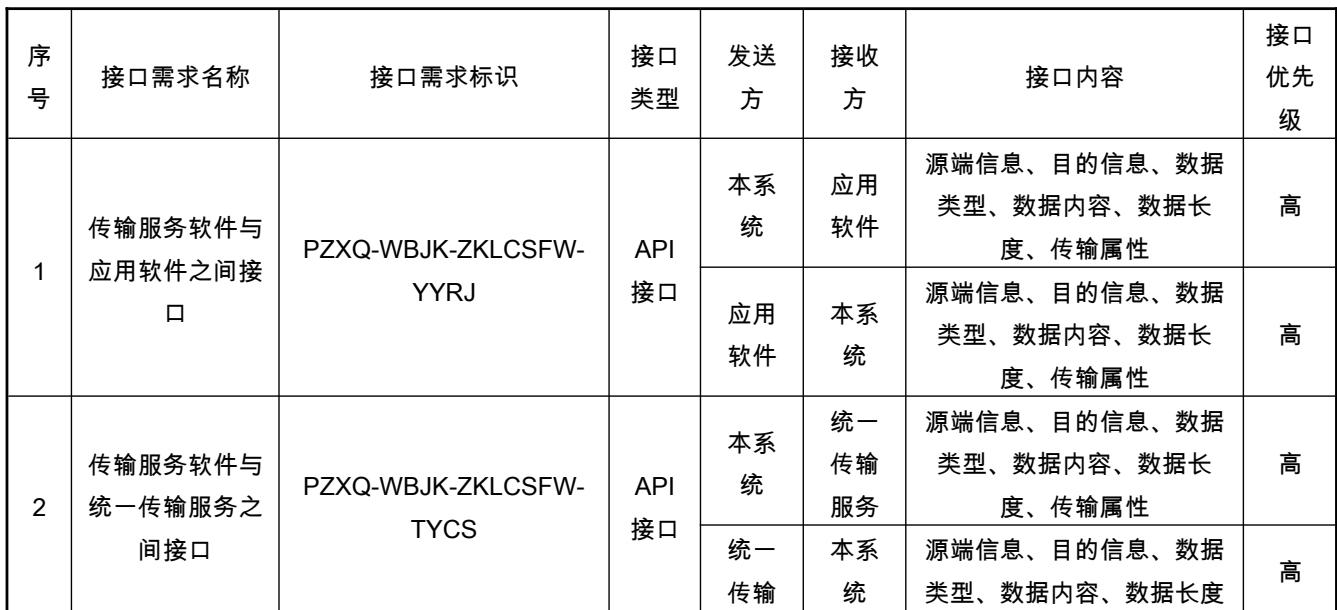 序
号
接口需求名称
接口需求标识
接口
类型
发送
方
接收
方
接口内容
接口
优先
级
1
传输服务软件与
应用软件之间接
口
PZXQ-WBJK-ZKLCSFW-
YYRJ
API
接口
本系
统
应用
软件
源端信息、目的信息、数据
类型、数据内容、数据长
度、传输属性
高
应用
软件
本系
统
源端信息、目的信息、数据
类型、数据内容、数据长
度、传输属性
高
2
传输服务软件与
统一传输服务之
间接口
PZXQ-WBJK-ZKLCSFW-
TYCS
API
接口
本系
统
统一
传输
服务
源端信息、目的信息、数据
类型、数据内容、数据长
度、传输属性
高
统一
传输
本系
统
源端信息、目的信息、数据
类型、数据内容、数据长度
高